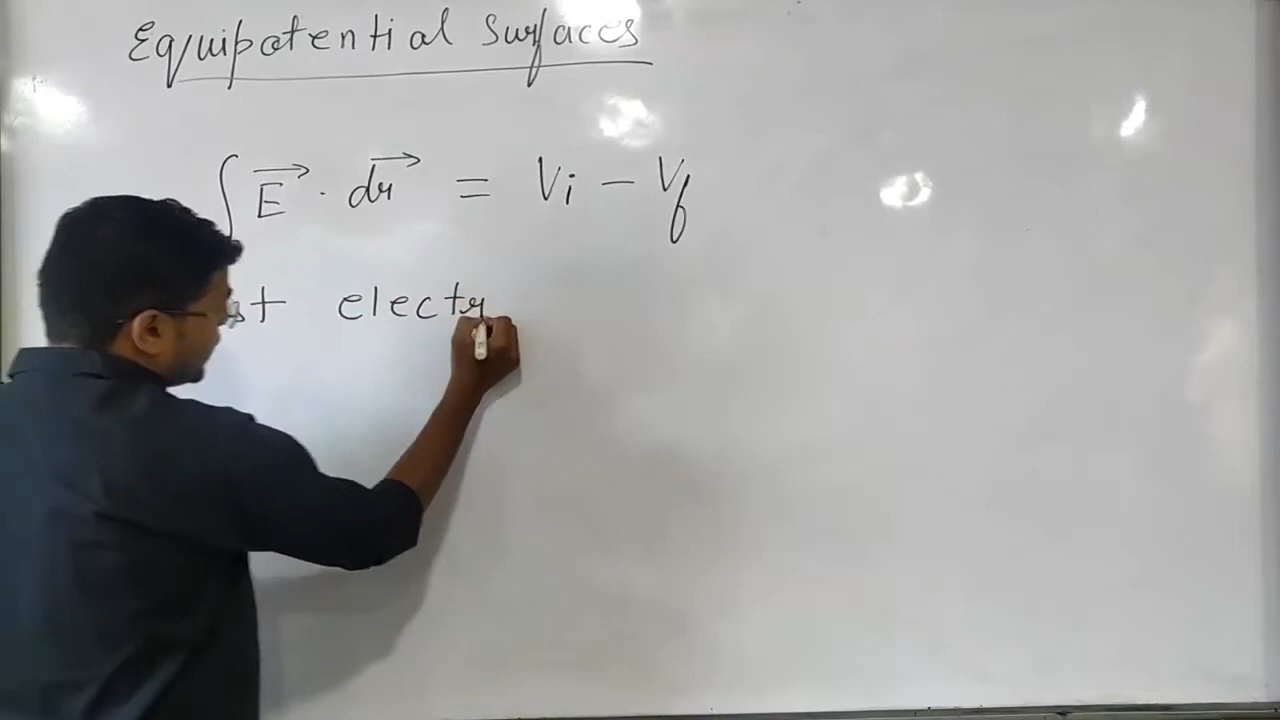 Equipotential Surfaces
∫ E⃗ · dr⃗ = Vi - Vf
electr